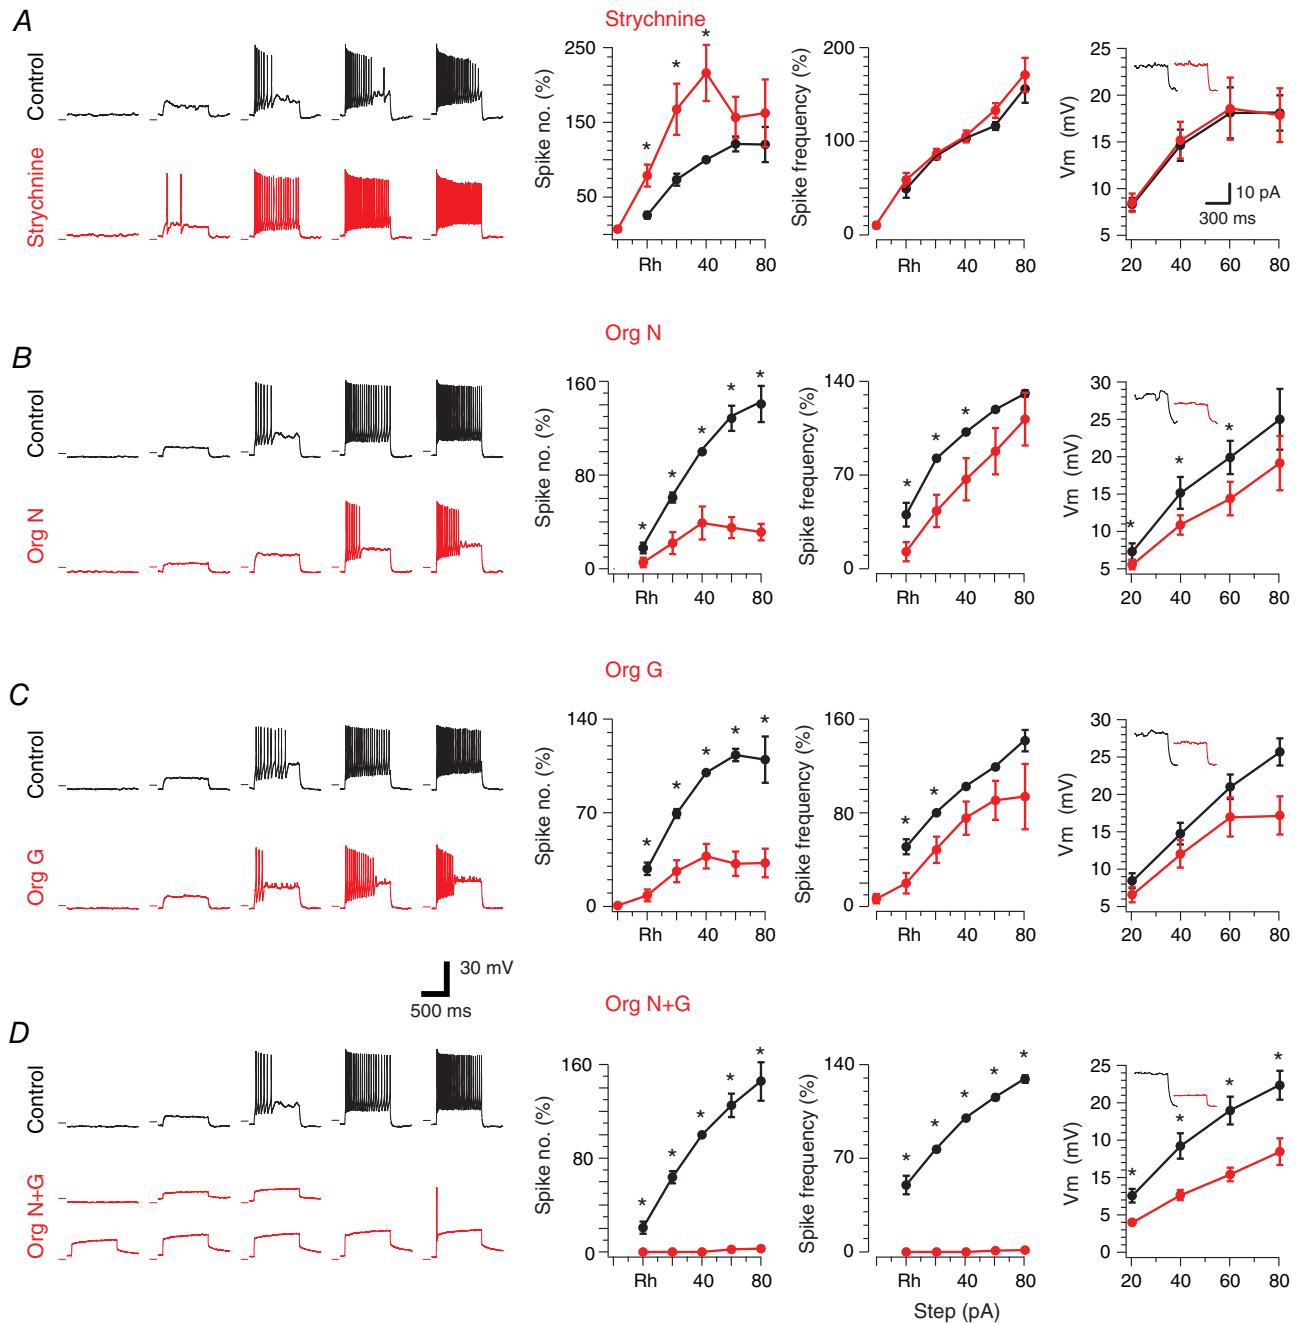 A
Control
Strychnine
Strychnine
Spike no. (%)
250
150
50
Rh 40 80
Spike frequency (%)
200
100
0
Rh 40 80
Vm (mV)
25
20
15
10
5
10 pA
300 ms
20 40 60 80
B
Control
Org N
Org N
Spike no. (%)
160
80
0
Rh 40 80
Spike frequency (%)
140
70
0
Rh 40 80
Vm (mV)
30
25
20
15
10
5
20 40 60 80
C
Control
Org G
Org G
Spike no. (%)
140
70
0
Rh 40 80
Spike frequency (%)
160
80
0
Rh 40 80
Vm (mV)
30
25
20
15
10
5
20 40 60 80
30 mV
500 ms
D
Control
Org N+G
Org N+G
Spike no. (%)
160
80
0
Rh 40 80
Spike frequency (%)
140
70
0
Rh 40 80
Step (pA)
Vm (mV)
25
20
10
15
5
0
20 40 60 80